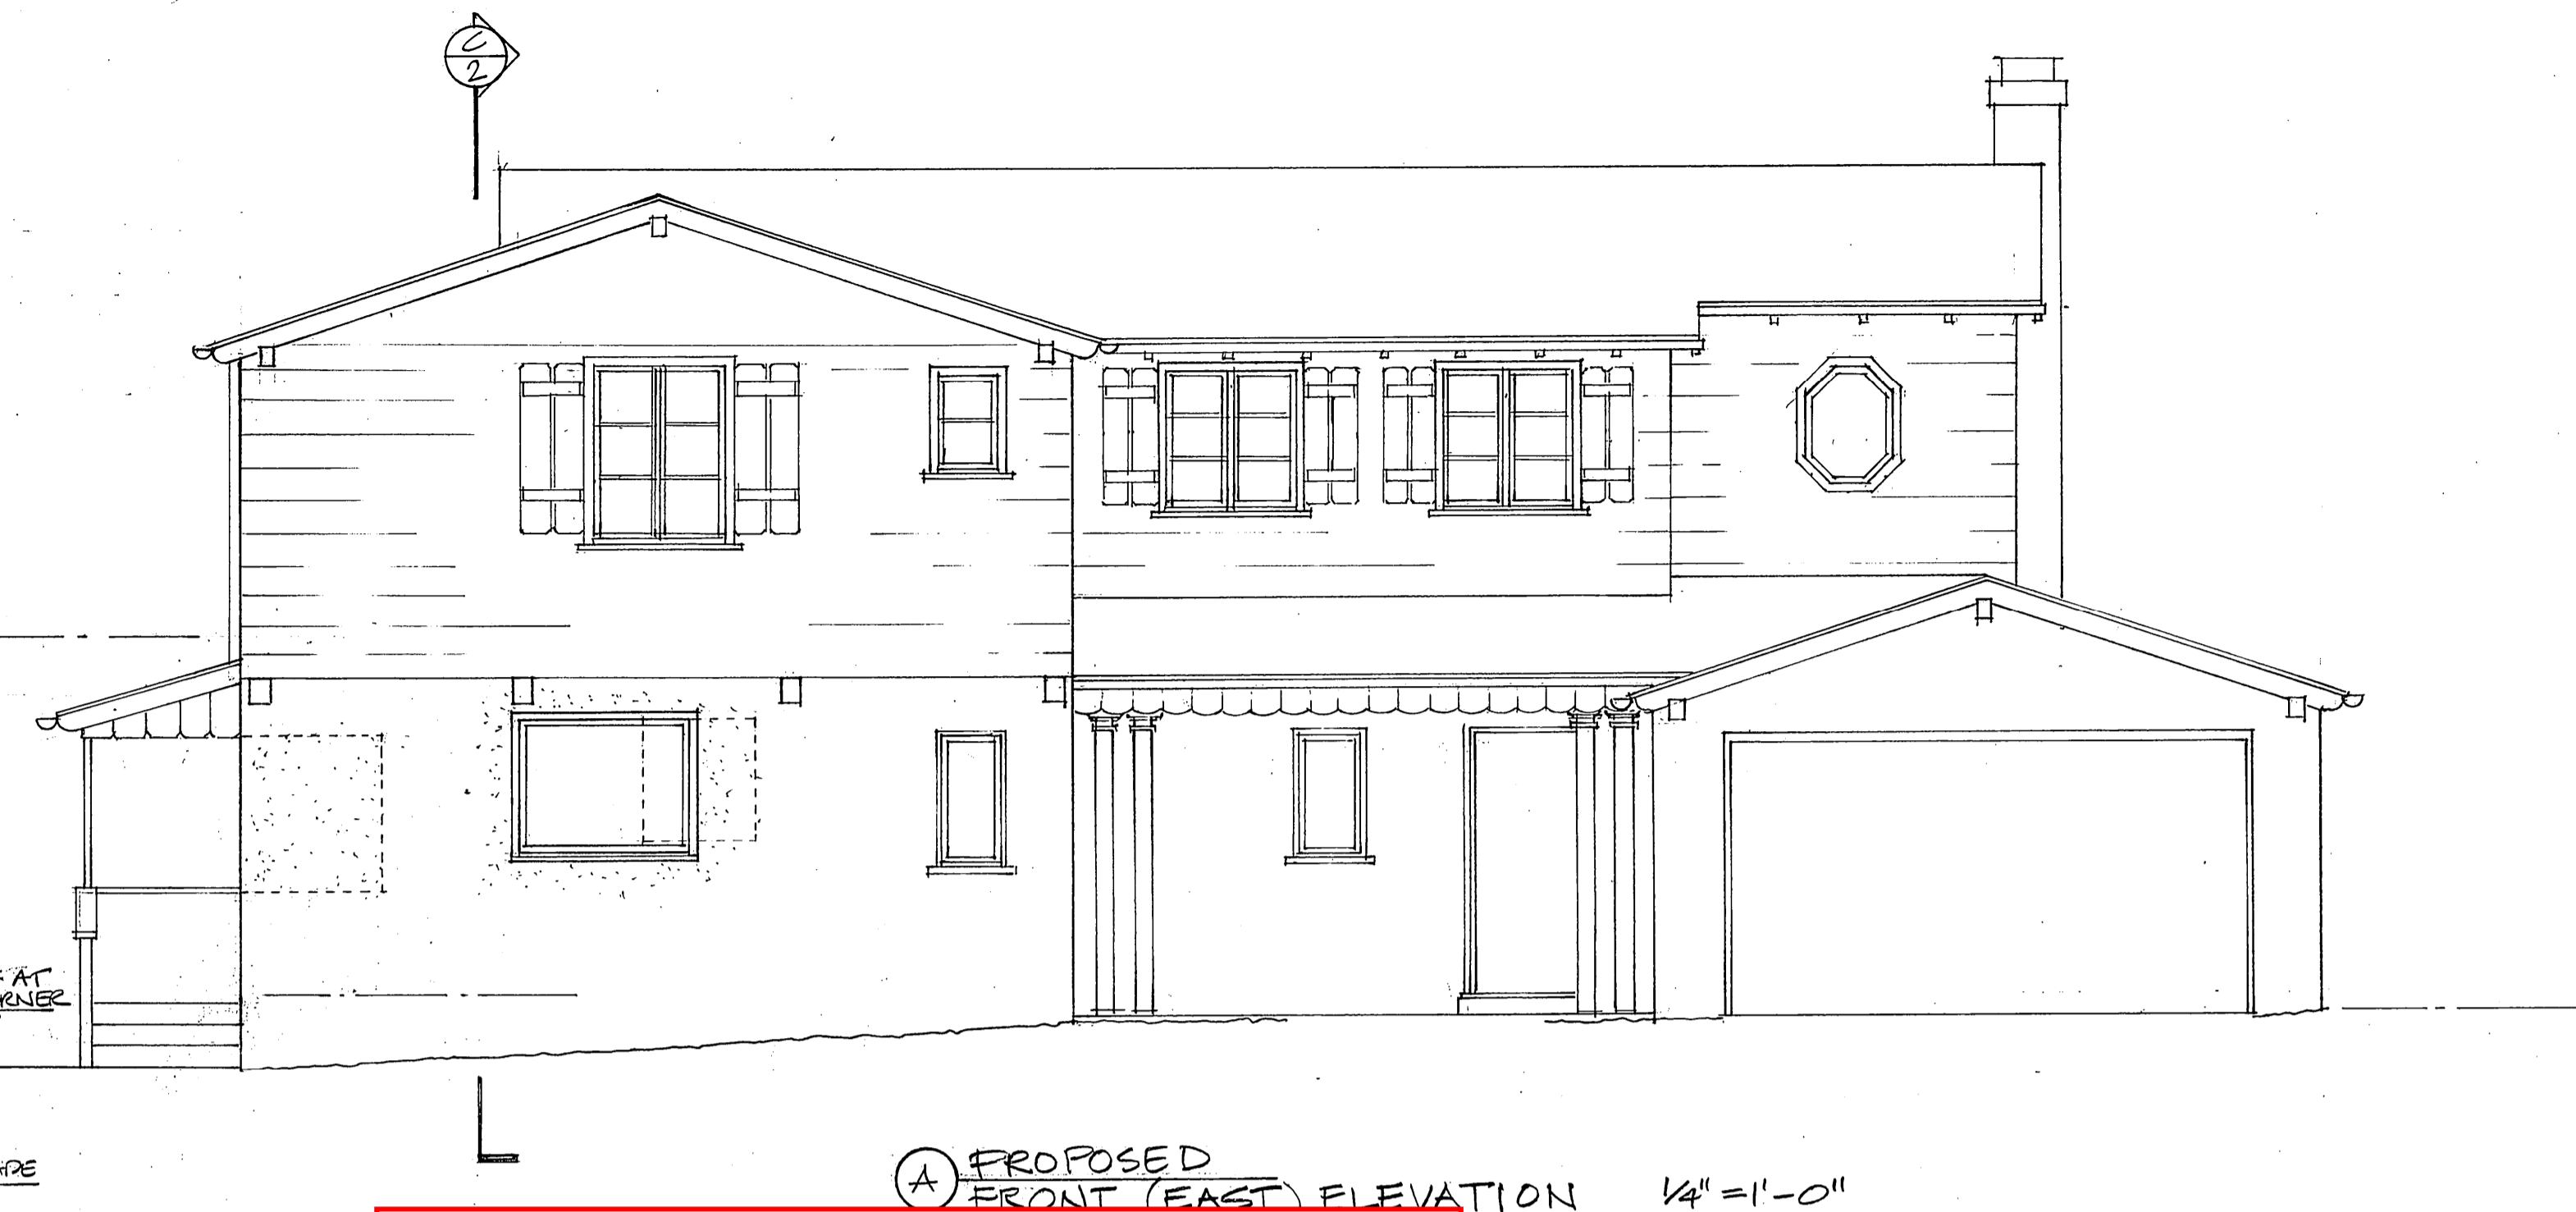 C
2
AT
A
PROPOSED
FRONT (EAST) ELEVATION 1/4" = 1'-0"